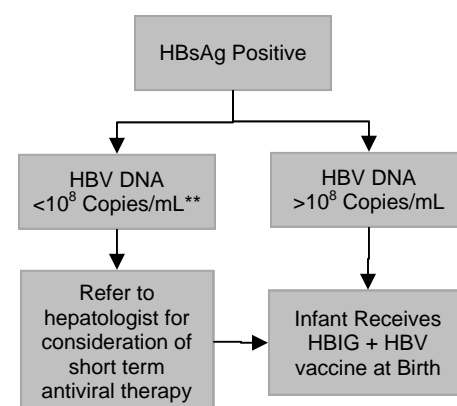 HBsAg Positive
HBV DNA
<10⁸ Copies/mL**
HBV DNA
>10⁸ Copies/mL
Refer to
hepatologist for
consideration of
short term
antiviral therapy
Infant Receives
HBIG + HBV
vaccine at Birth